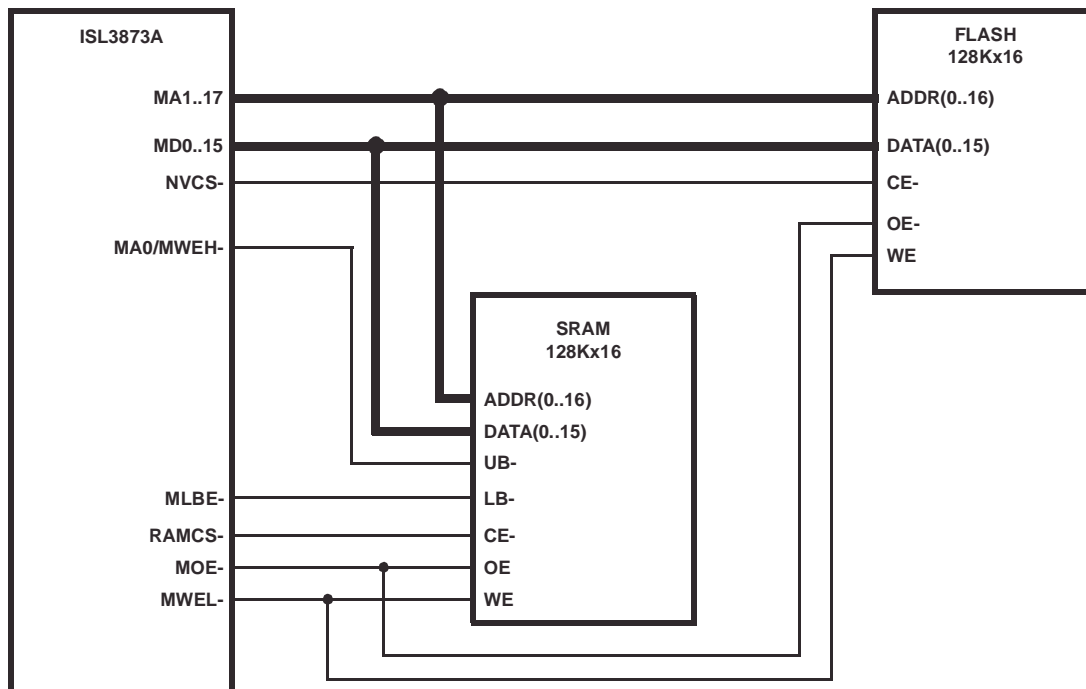 ISL3873A
MA1..17
MD0..15
NVCS-
MA0/MWEH-
MLBE-
RAMCS-
MOE-
MWEL-
SRAM
128Kx16
ADDR(0..16)
DATA(0..15)
UB-
LB-
CE-
OE
WE
FLASH
128Kx16
ADDR(0..16)
DATA(0..15)
CE-
OE-
WE